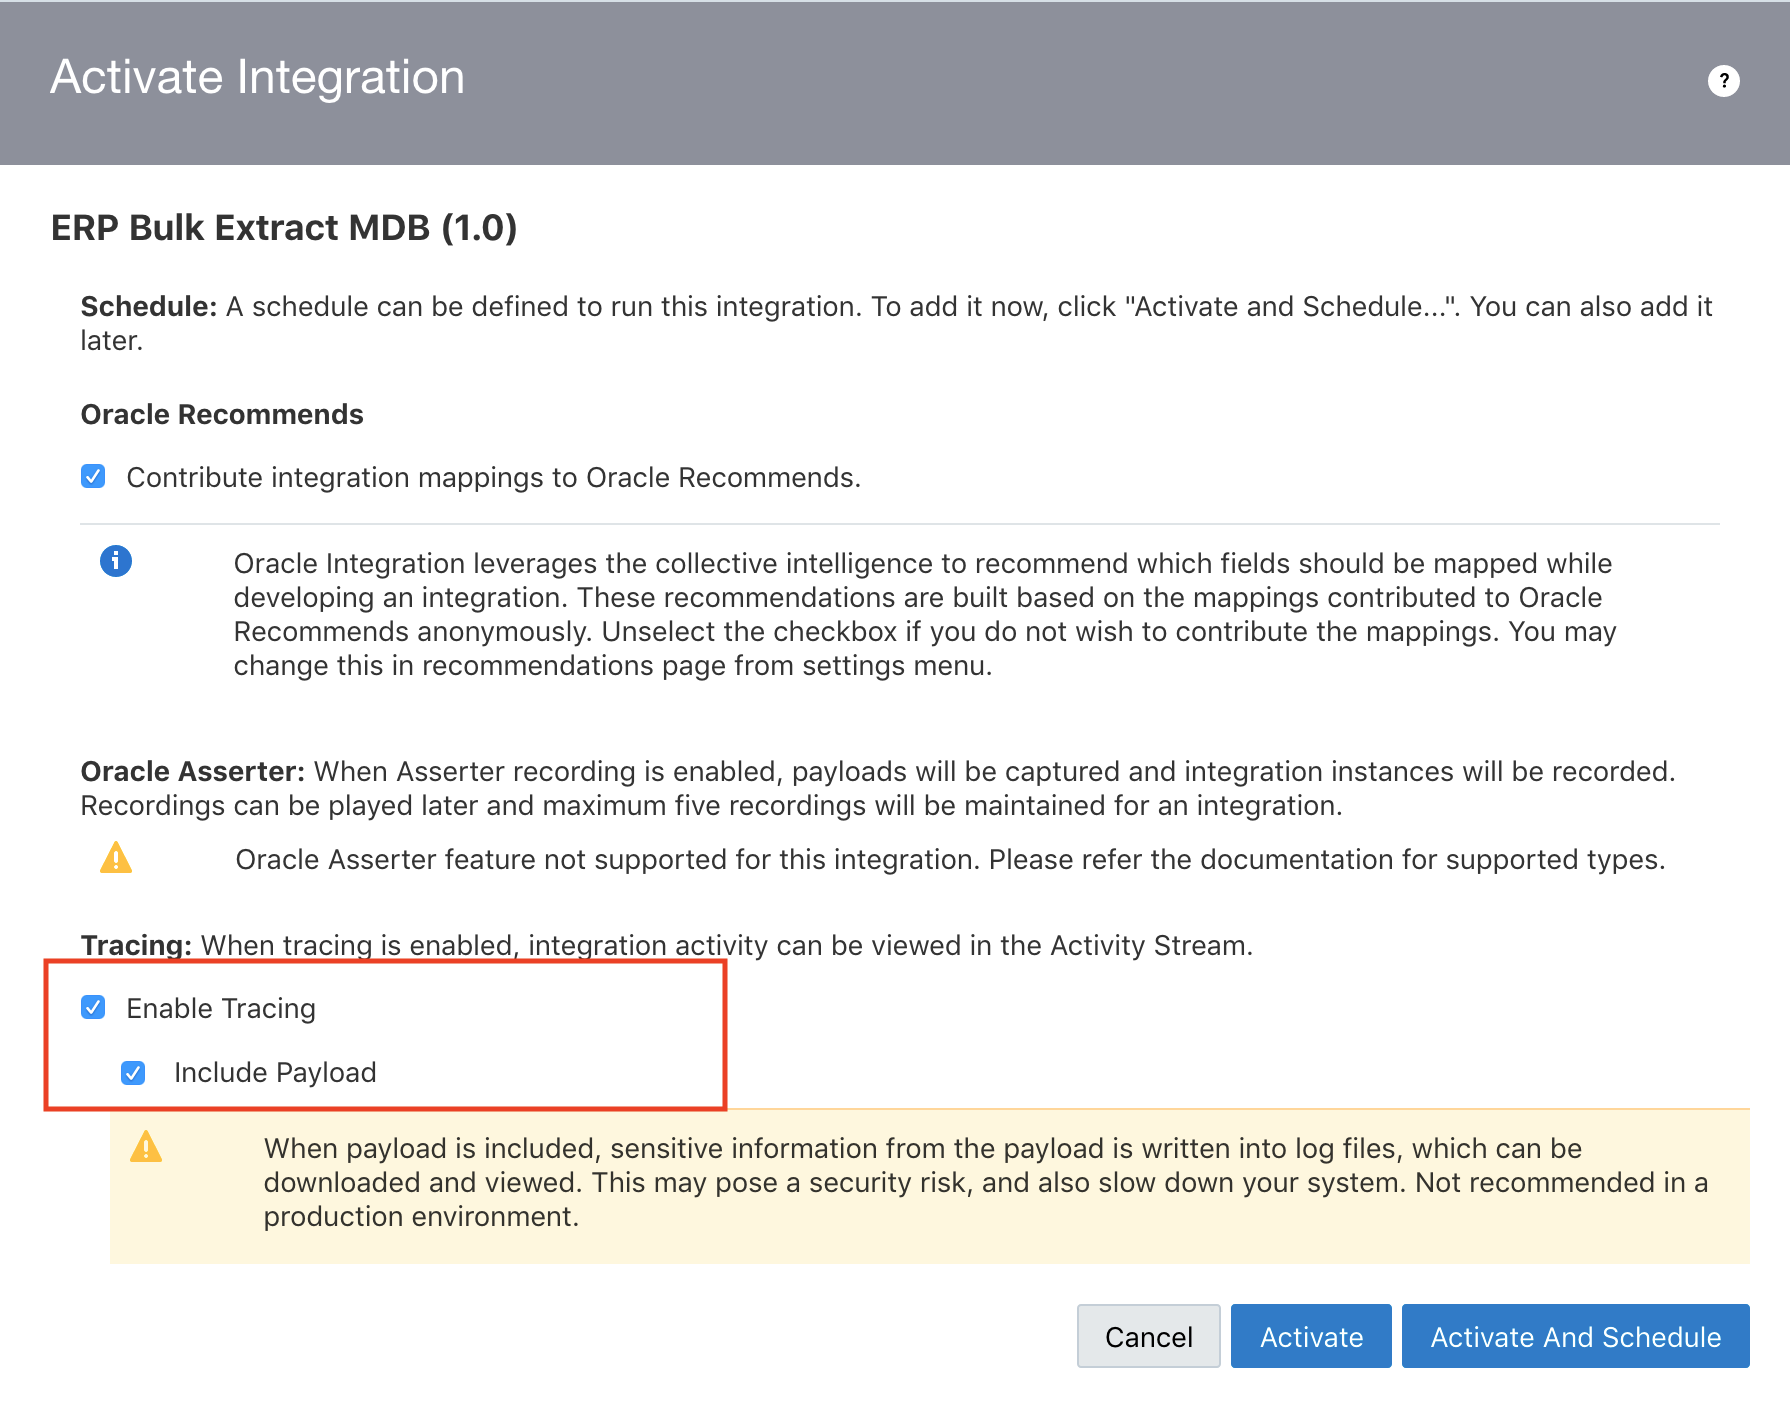 Activate Integration
?
ERP Bulk Extract MDB (1.0)
Schedule: A schedule can be defined to run this integration. To add it now, click "Activate and Schedule...". You can also add it
later.
Oracle Recommends
Contribute integration mappings to Oracle Recommends.
Oracle Integration leverages the collective intelligence to recommend which fields should be mapped while
developing an integration. These recommendations are built based on the mappings contributed to Oracle
Recommends anonymously. Unselect the checkbox if you do not wish to contribute the mappings. You may
change this in recommendations page from settings menu.
Oracle Asserter: When Asserter recording is enabled, payloads will be captured and integration instances will be recorded.
Recordings can be played later and maximum five recordings will be maintained for an integration.
Oracle Asserter feature not supported for this integration. Please refer the documentation for supported types.
Tracing: When tracing is enabled, integration activity can be viewed in the Activity Stream.
Enable Tracing
Include Payload
When payload is included, sensitive information from the payload is written into log files, which can be
downloaded and viewed. This may pose a security risk, and also slow down your system. Not recommended in a
production environment.
Cancel Activate Activate And Schedule